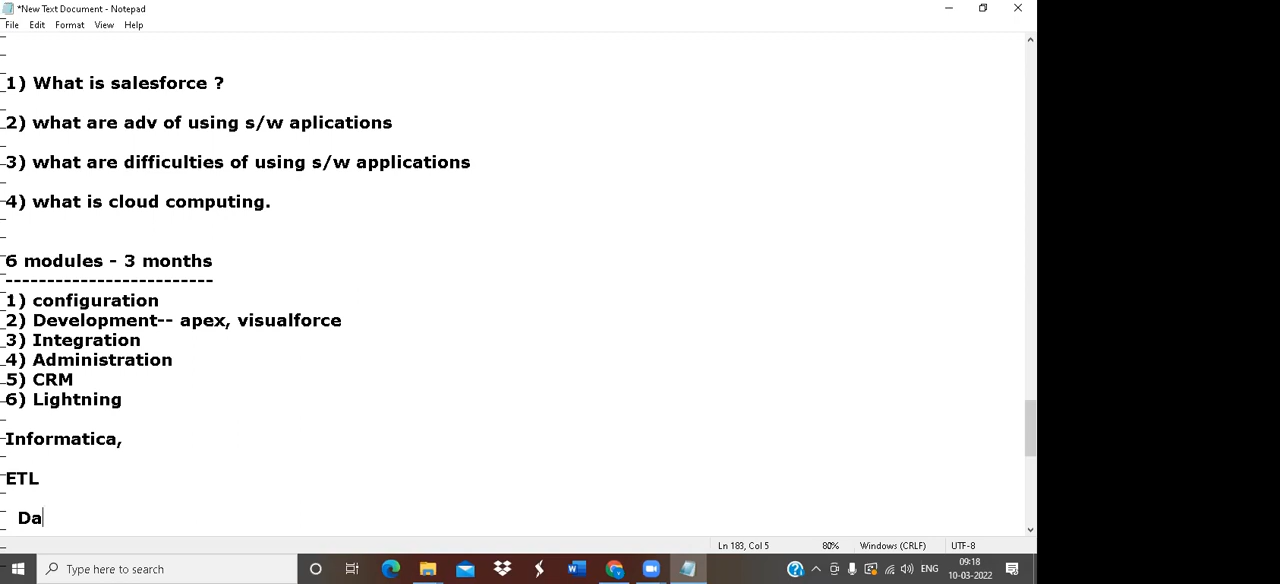 *New Text Document - Notepad
File Edit Format View Help
1) What is salesforce ?
2) what are adv of using s/w aplications
3) what are difficulties of using s/w applications
4) what is cloud computing.
6 modules - 3 months
-------------------------
1) configuration
2) Development-- apex, visualforce
3) Integration
4) Administration
5) CRM
6) Lightning
Informatica,
ETL
Da
Ln 183, Col 5 80% Windows (CRLF) UTF-8
Type here to search
ENG
09:18
10-03-2022